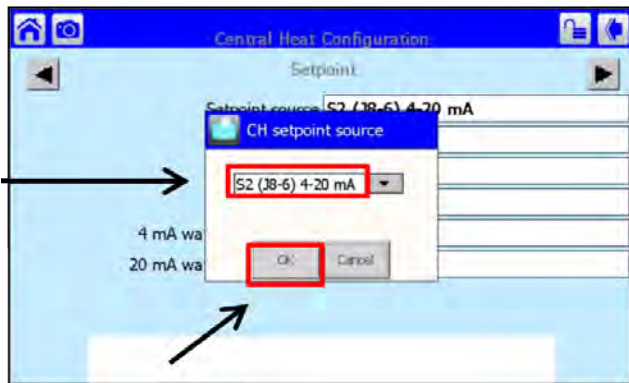 Central Heat Configuration
Setpoint
Setpoint source S2 (J8-6) 4-20 mA
CH setpoint source
S2 (J8-6) 4-20 mA
4 mA wa
OK Cancel
20 mA wa